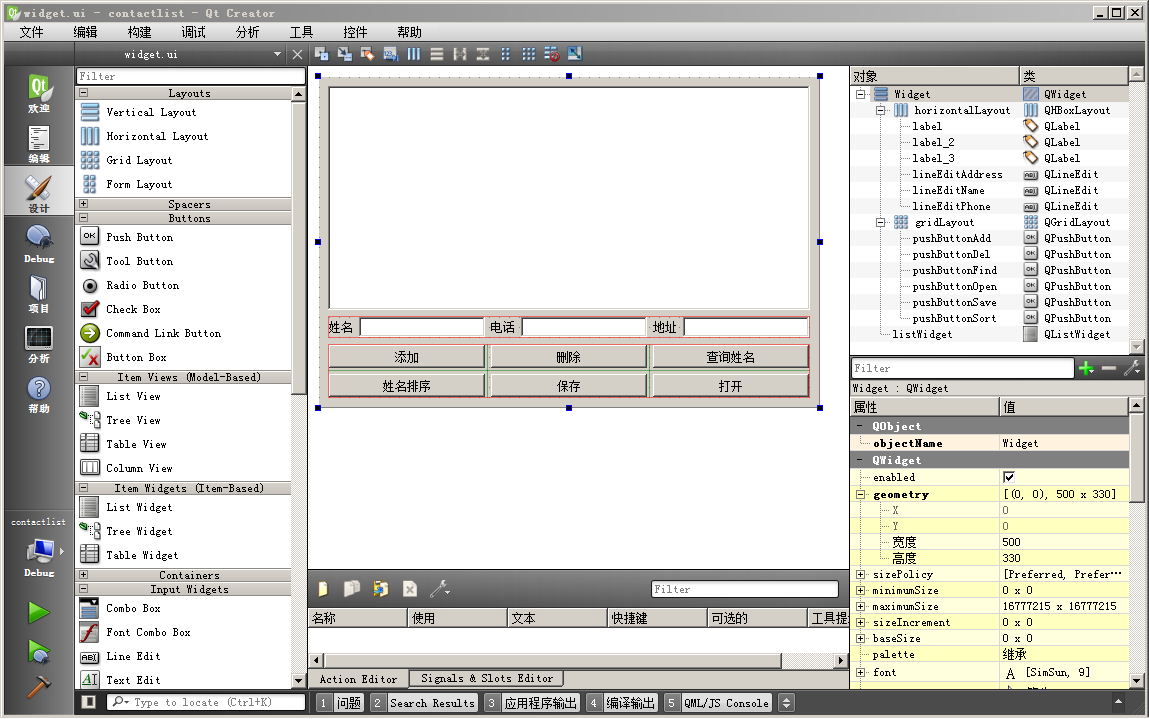 widget.ui - contactlist - Qt Creator
文件 编辑 构建 调试 分析 工具 控件 帮助
widget.ui
欢迎
编辑
设计
Debug
项目
分析
帮助
contactlist
Debug
Filter
Layouts
Vertical Layout
Horizontal Layout
Grid Layout
Form Layout
Spacers
Buttons
OK Push Button
Tool Button
Radio Button
Check Box
Command Link Button
Button Box
Item Views (Model-Based)
List View
Tree View
Table View
Column View
Item Widgets (Item-Based)
List Widget
Tree Widget
Table Widget
Containers
Input Widgets
Combo Box
Font Combo Box
Line Edit
Text Edit
姓名 电话 地址
添加 删除 查询姓名
姓名排序 保存 打开
Filter
名称 使用 文本 快捷键 可选的 工具提
Action Editor Signals & Slots Editor
对象 类
Widget QWidget
horizontalLayout QHBoxLayout
label QLabel
label_2 QLabel
label_3 QLabel
lineEditAddress QLineEdit
lineEditName QLineEdit
lineEditPhone QLineEdit
gridLayout QGridLayout
pushButtonAdd QPushButton
pushButtonDel QPushButton
pushButtonFind QPushButton
pushButtonOpen QPushButton
pushButtonSave QPushButton
pushButtonSort QPushButton
listWidget QListWidget
Filter
Widget : QWidget
属性 值
QObject
objectName Widget
QWidget
enabled
geometry [(0, 0), 500 x 330]
X 0
Y 0
宽度 500
高度 330
sizePolicy [Preferred, Prefer…
minimumSize 0 x 0
maximumSize 16777215 x 16777215
sizeIncrement 0 x 0
baseSize 0 x 0
palette 继承
font A [SimSun, 9]
Type to locate (Ctrl+K)
1 问题 2 Search Results 3 应用程序输出 4 编译输出 5 QML/JS Console